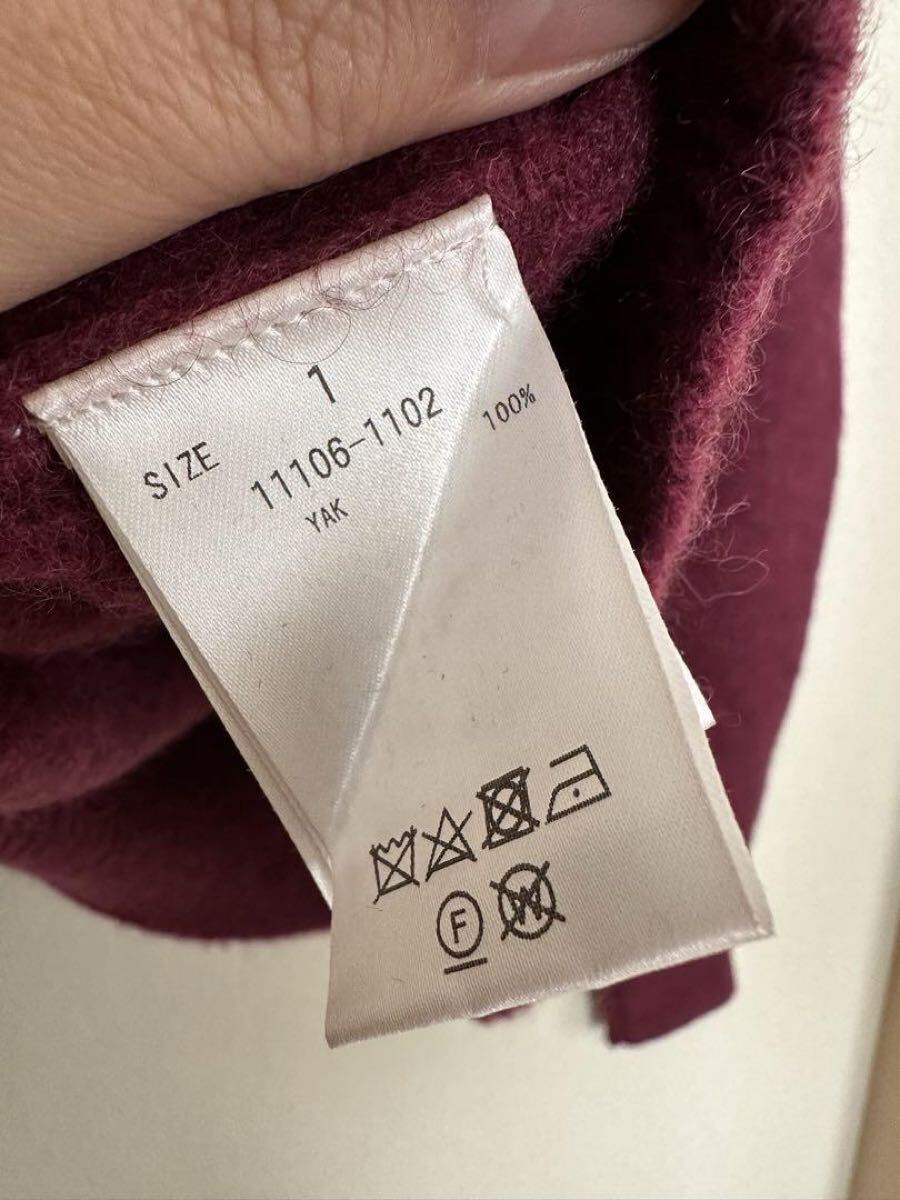 SIZE 1
11106-1102
YAK 100%
F
W